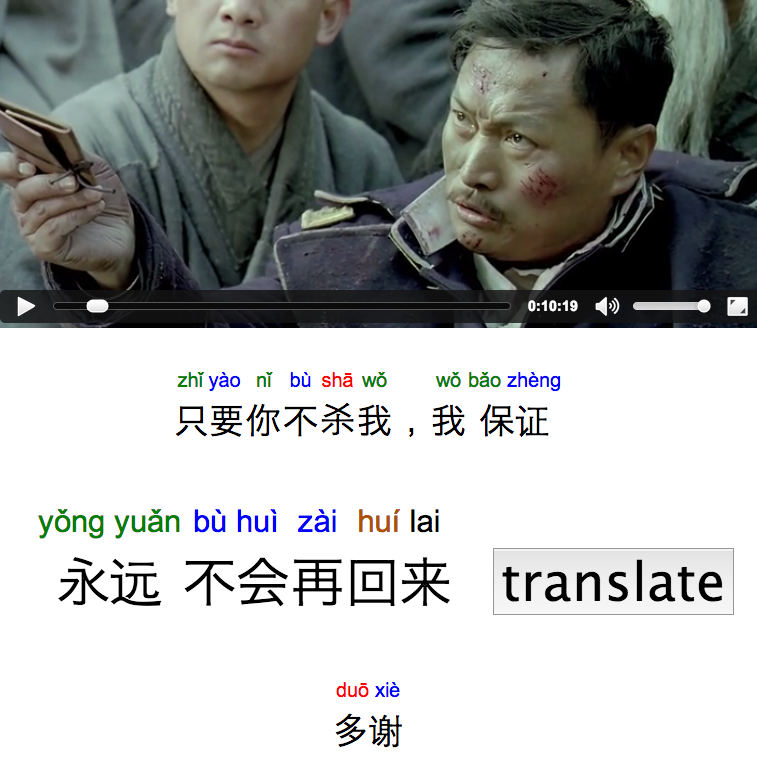 0:10:19
zhǐ yào nǐ bù shā wǒ wǒ bǎo zhèng
只要你不杀我，我 保证
yǒng yuǎn bù huì zài huí lai
永远 不会再回来
translate
duō xiè
多谢